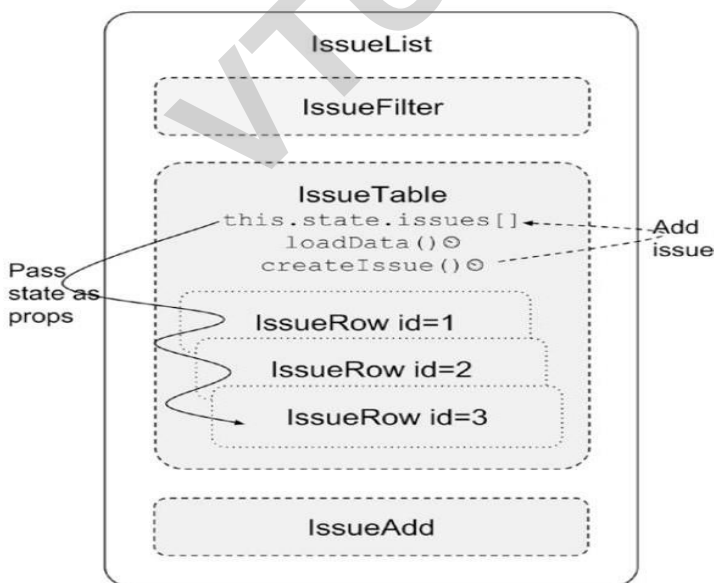 VTU
IssueList
IssueFilter
IssueTable
this.state.issues[]
loadData()
createIssue()
Add
issue
Pass
state as
props
IssueRow id=1
IssueRow id=2
IssueRow id=3
IssueAdd